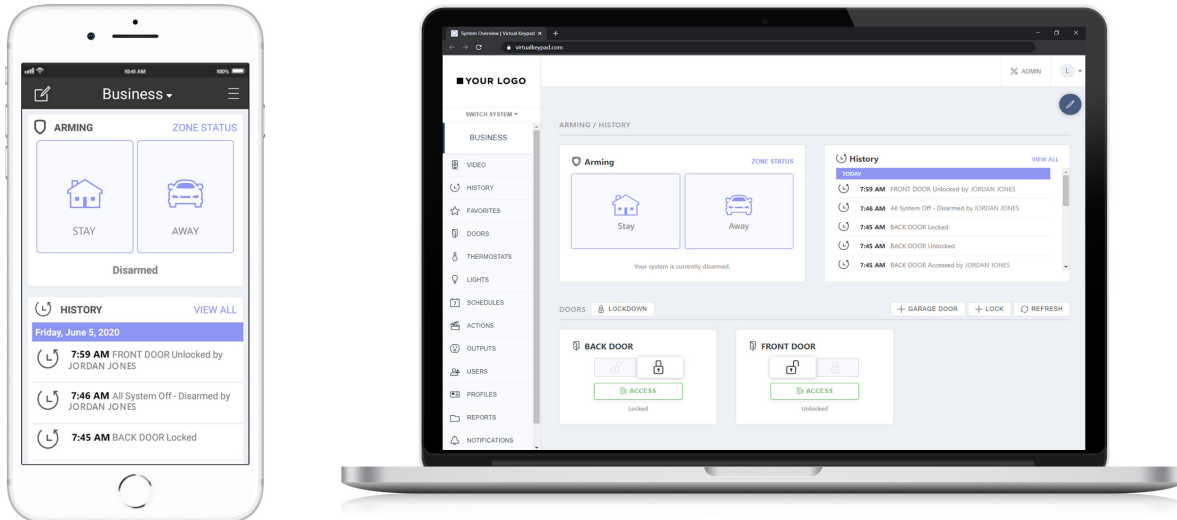 10:41 AM
100%
Business
ARMING
ZONE STATUS
STAY
AWAY
Disarmed
HISTORY
VIEW ALL
Friday, June 5, 2020
7:59 AM FRONT DOOR Unlocked by
JORDAN JONES
7:46 AM All System Off - Disarmed by
JORDAN JONES
7:45 AM BACK DOOR Locked
System Overview | Virtual Keypad
virtualkeypad.com
YOUR LOGO
ADMIN
L
SWITCH SYSTEM
BUSINESS
VIDEO
HISTORY
FAVORITES
DOORS
THERMOSTATS
LIGHTS
7
SCHEDULES
ACTIONS
OUTPUTS
USERS
PROFILES
REPORTS
NOTIFICATIONS
ARMING / HISTORY
Arming
ZONE STATUS
Stay
Away
Your system is currently disarmed.
History
VIEW ALL
TODAY
7:59 AM FRONT DOOR Unlocked by JORDAN JONES
7:46 AM All System Off - Disarmed by JORDAN JONES
7:45 AM BACK DOOR Locked
7:45 AM BACK DOOR Unlocked
7:45 AM BACK DOOR Accessed by JORDAN JONES
DOORS
LOCKDOWN
+ GARAGE DOOR
+ LOCK
REFRESH
BACK DOOR
ACCESS
Locked
FRONT DOOR
ACCESS
Unlocked